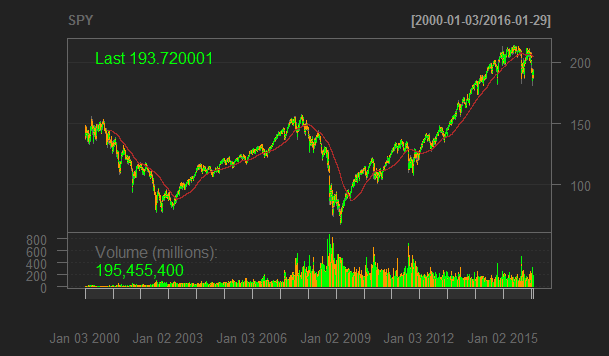 SPY [2000-01-03/2016-01-29]
Last 193.720001
200
150
100
Volume (millions):
195,455,400
800
600
400
200
0
Jan 03 2000 Jan 02 2003 Jan 03 2006 Jan 02 2009 Jan 03 2012 Jan 02 2015